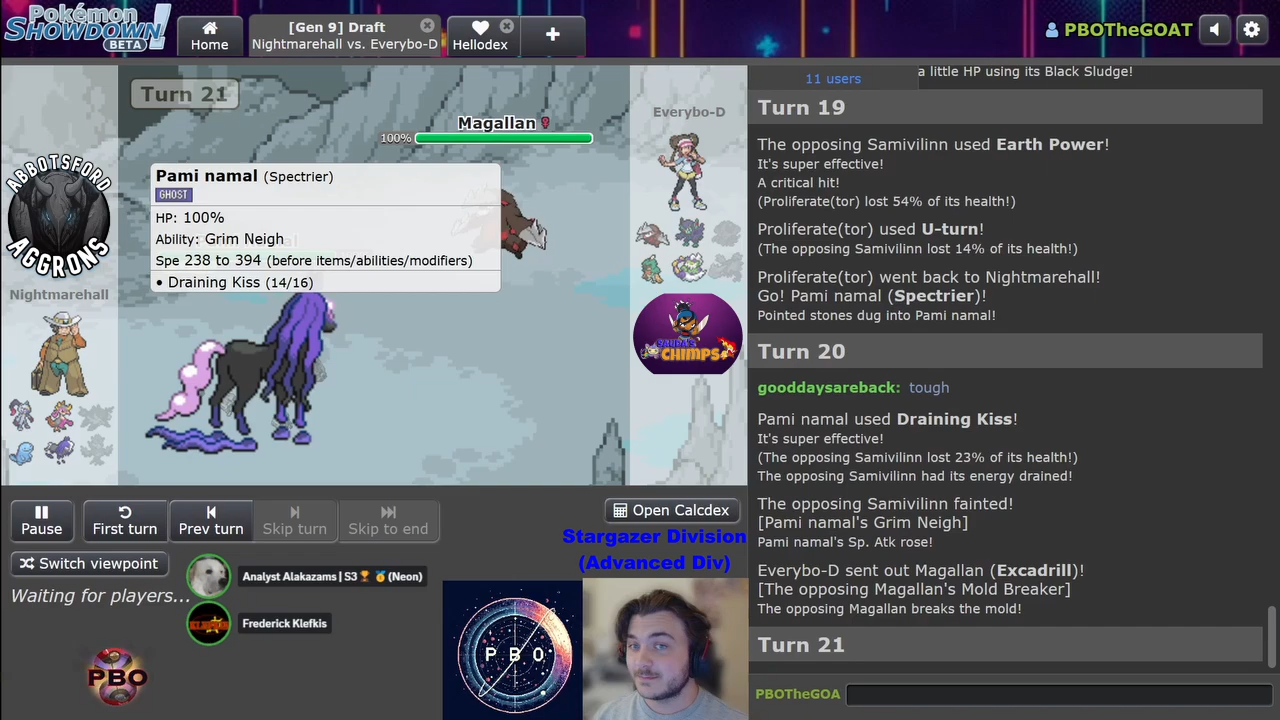 Pokémon
SHOWDOWN!
BETA
Home
[Gen 9] Draft
Nightmarehall vs. Everybo-D
Hellodex
PBOTheGOAT
Turn 21
Magallan
100%
Pami namal (Spectrier)
GHOST
HP: 100%
Ability: Grim Neigh
Spe 238 to 394 (before items/abilities/modifiers)
• Draining Kiss (14/16)
ABBOTSFORD
AGGRONS
Nightmarehall
Everybo-D
CHIMPS
11 users
a little HP using its Black Sludge!
Turn 19
The opposing Samivilinn used Earth Power!
It's super effective!
A critical hit!
(Proliferate(tor) lost 54% of its health!)
Proliferate(tor) used U-turn!
(The opposing Samivilinn lost 14% of its health!)
Proliferate(tor) went back to Nightmarehall!
Go! Pami namal (Spectrier)!
Pointed stones dug into Pami namal!
Turn 20
gooddaysareback: tough
Pami namal used Draining Kiss!
It's super effective!
(The opposing Samivilinn lost 23% of its health!)
The opposing Samivilinn had its energy drained!
The opposing Samivilinn fainted!
[Pami namal's Grim Neigh]
Pami namal's Sp. Atk rose!
Everybo-D sent out Magallan (Excadrill)!
[The opposing Magallan's Mold Breaker]
The opposing Magallan breaks the mold!
Turn 21
PBOTheGOA
Pause
First turn
Prev turn
Skip turn
Skip to end
Open Calcdex
Switch viewpoint
Waiting for players...
Stargazer Division
(Advanced Div)
Analyst Alakazams | S3 (Neon)
Frederick Klefkis
PBO
P B O